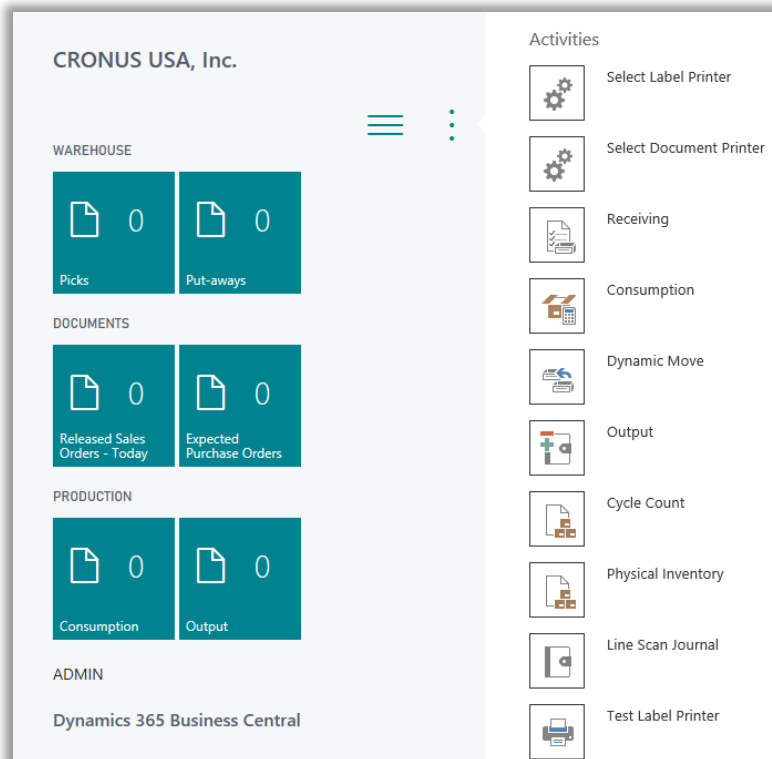 CRONUS USA, Inc.
WAREHOUSE
0
0
Picks
Put-aways
DOCUMENTS
0
0
Released Sales
Orders - Today
Expected
Purchase Orders
PRODUCTION
0
0
Consumption
Output
ADMIN
Dynamics 365 Business Central
Activities
Select Label Printer
Select Document Printer
Receiving
Consumption
Dynamic Move
Output
Cycle Count
Physical Inventory
Line Scan Journal
Test Label Printer